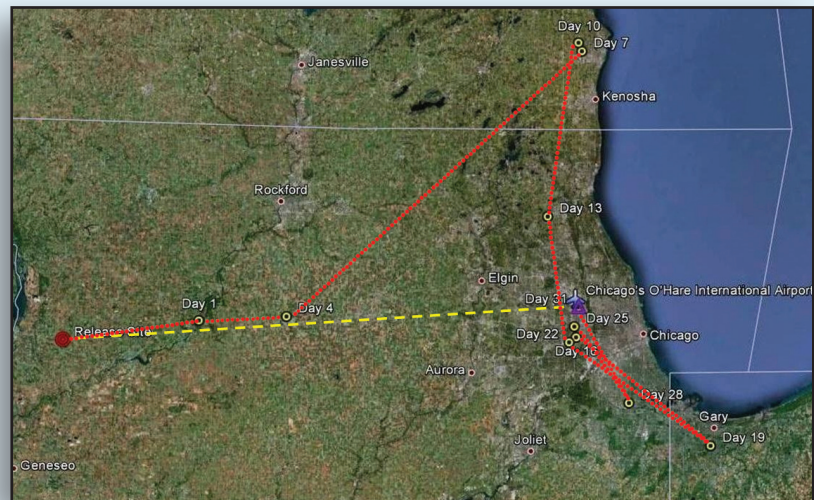 Day 10
Day 7
Janesville
Kenosha
Rockford
Day 13
Elgin
Chicago's O'Hare International Airport
Day 31
Day 1
Day 4
Day 25
Release Site
Day 22
Chicago
Day 16
Aurora
Day 28
Gary
Day 19
Joliet
Geneseo